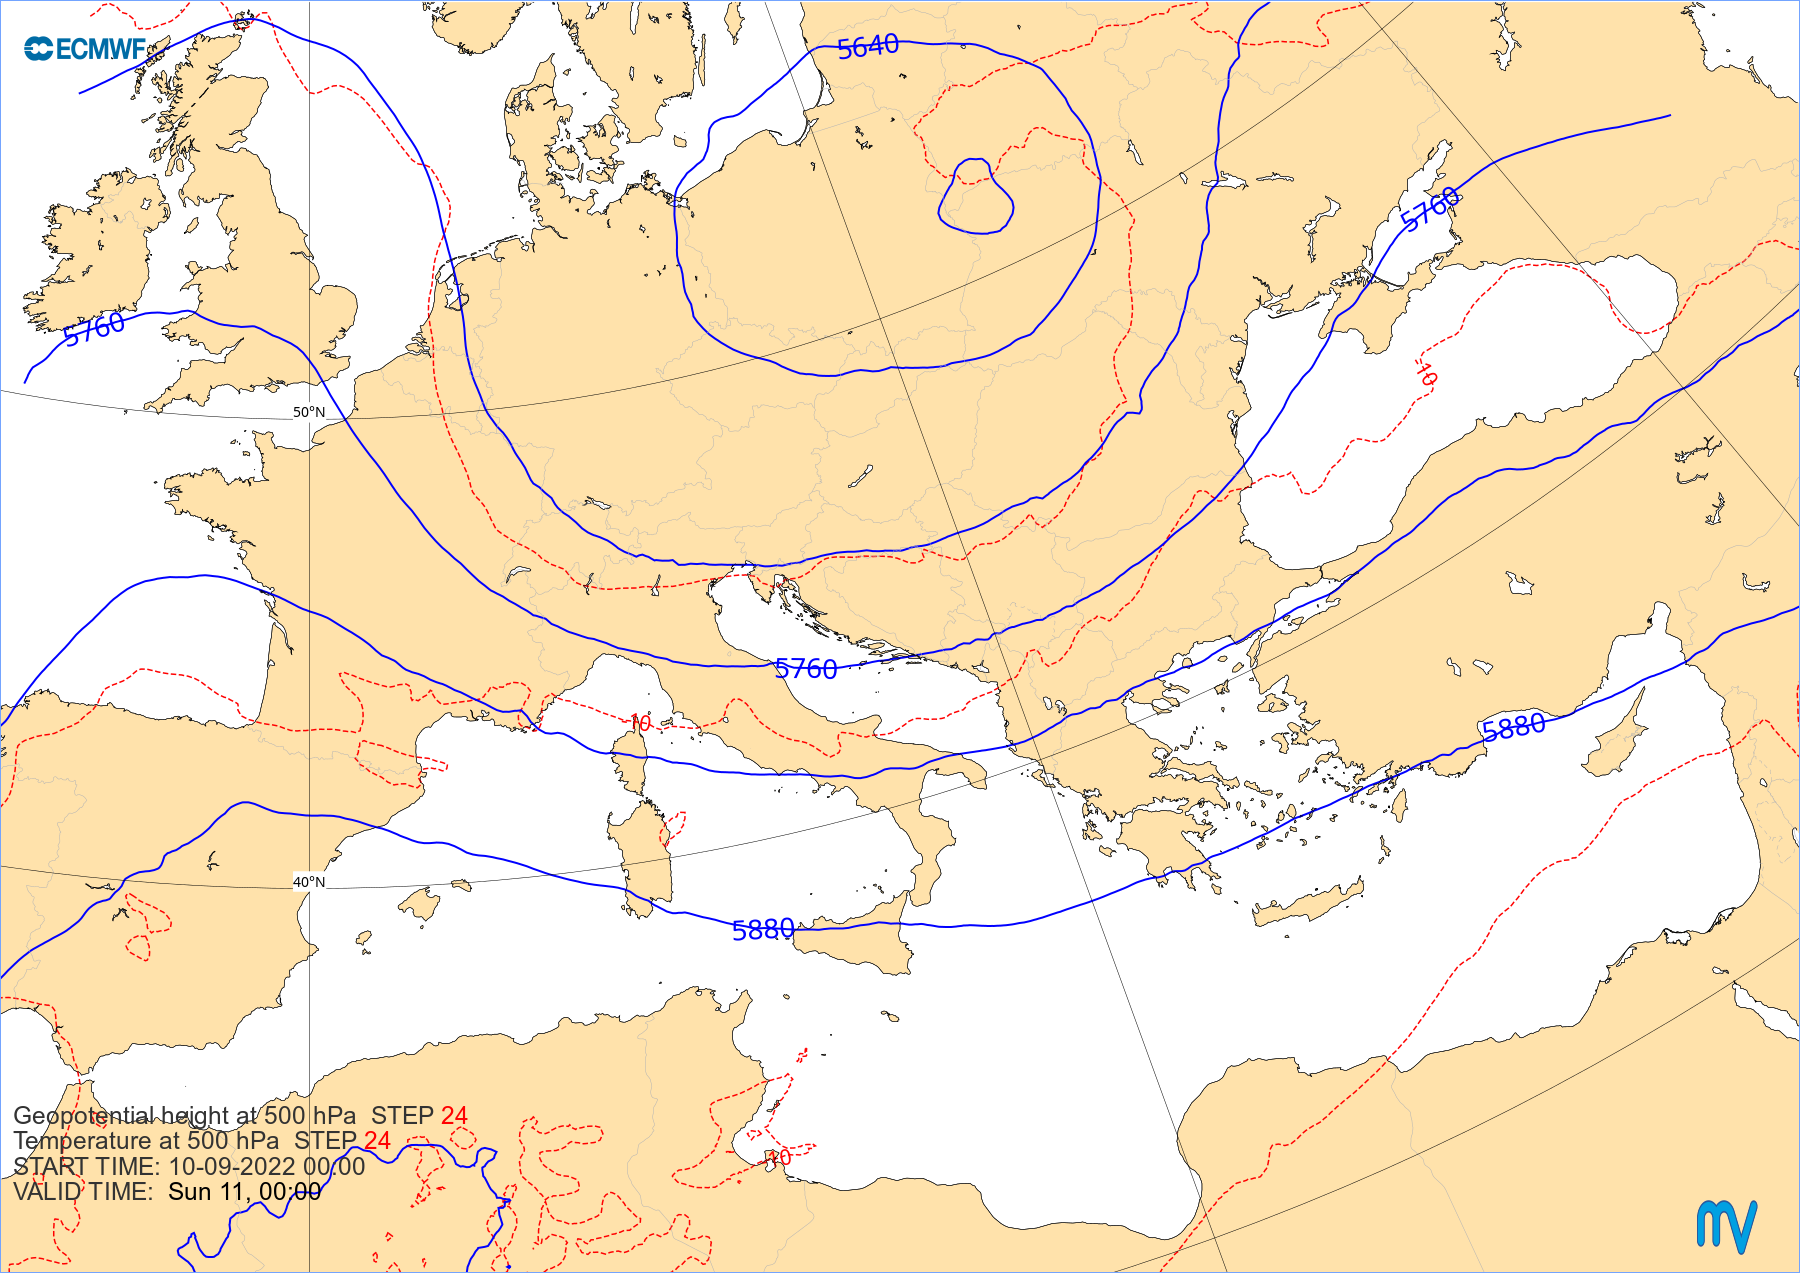 ECMWF
5640
5760
5760
-10
50°N
5760
-10
5880
40°N
5880
-10
Geopotential height at 500 hPa STEP 24
Temperature at 500 hPa STEP 24
START TIME: 10-09-2022 00:00
VALID TIME: Sun 11, 00:00